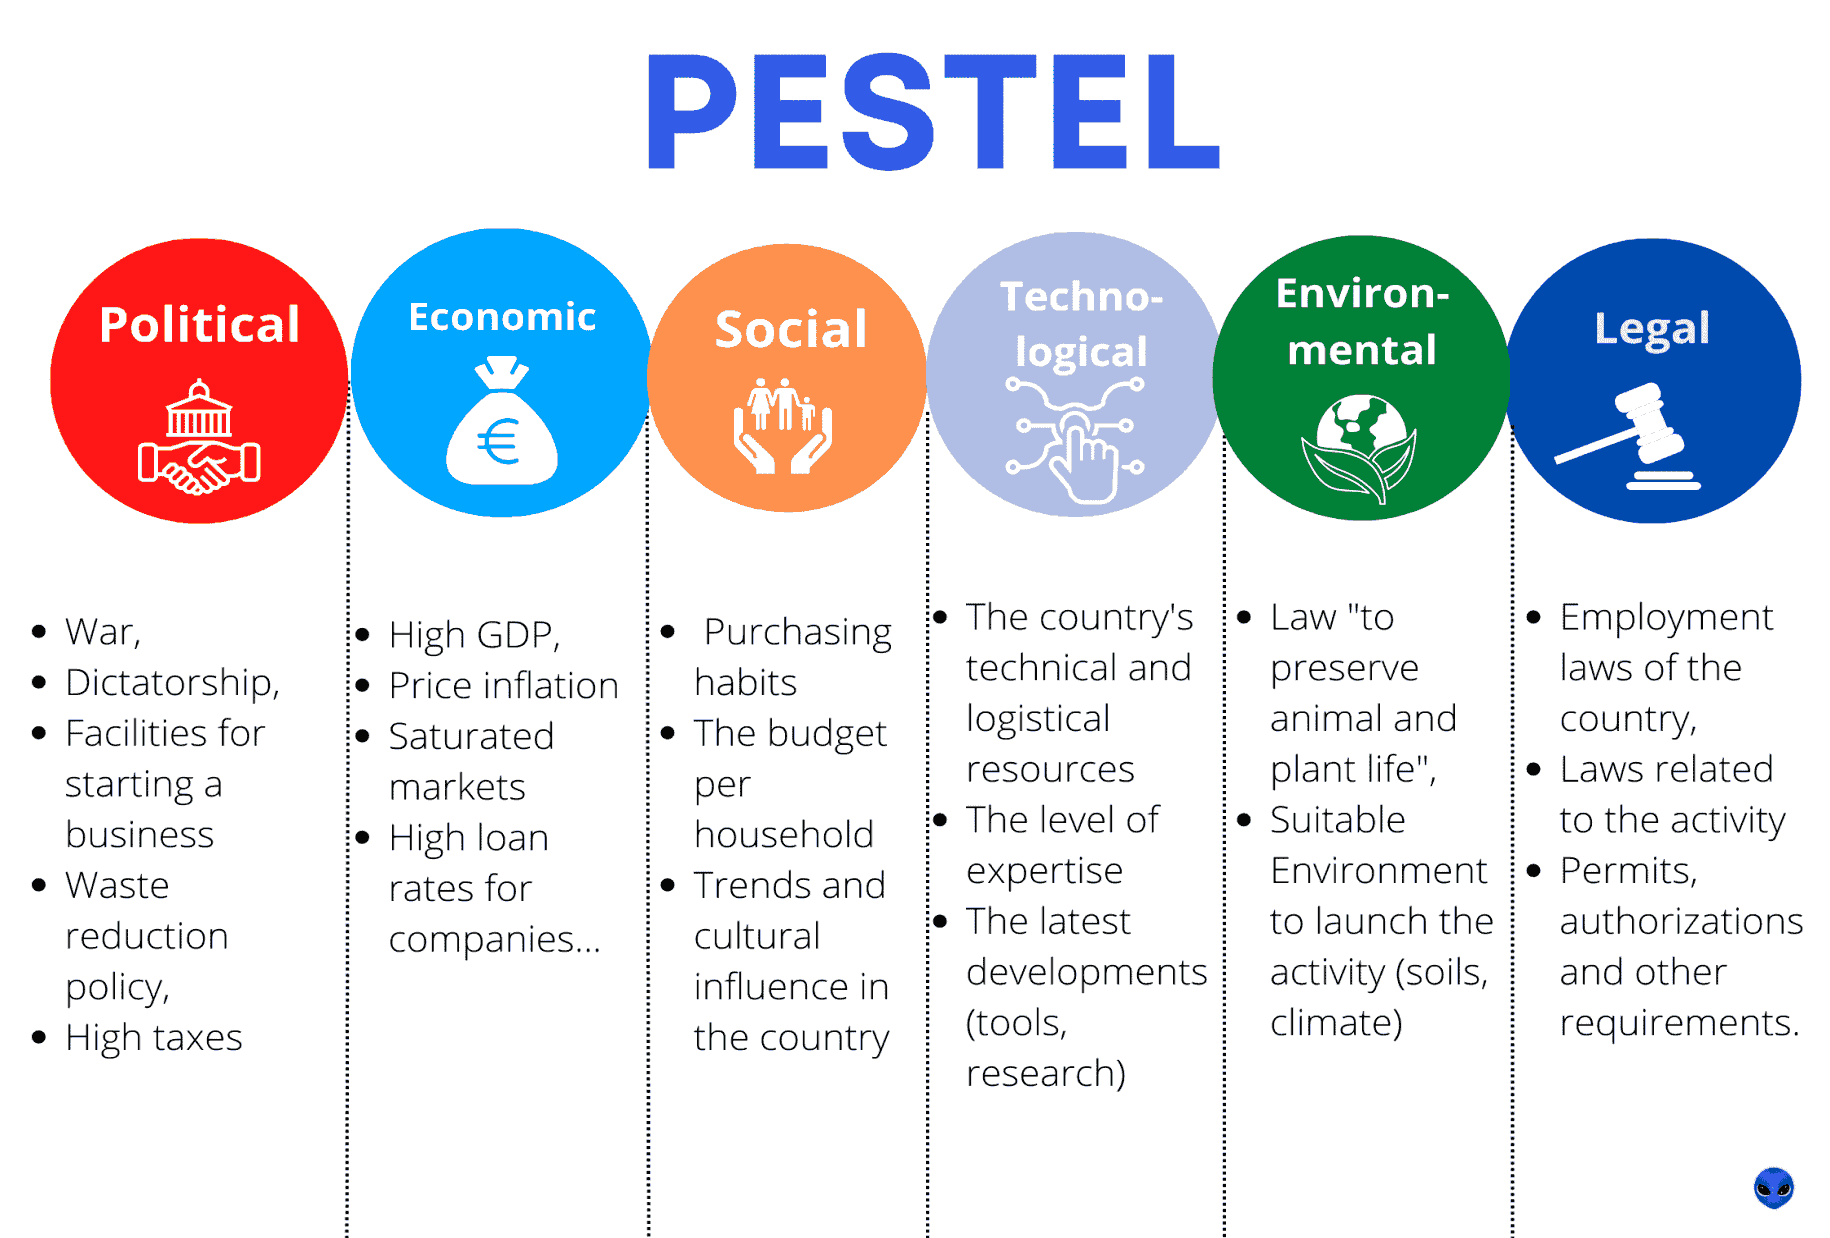 PESTEL
Political
Economic
Social
Techno-
logical
Environ-
mental
Legal
• War,
• Dictatorship,
• Facilities for
starting a
business
• Waste
reduction
policy,
• High taxes
• High GDP,
• Price inflation
• Saturated
markets
• High loan
rates for
companies...
• Purchasing
habits
• The budget
per
household
• Trends and
cultural
influence in
the country
• The country's
technical and
logistical
resources
• The level of
expertise
• The latest
developments
(tools,
research)
• Law "to
preserve
animal and
plant life",
• Suitable
Environment
to launch the
activity (soils,
climate)
• Employment
laws of the
country,
• Laws related
to the activity
• Permits,
authorizations
and other
requirements.